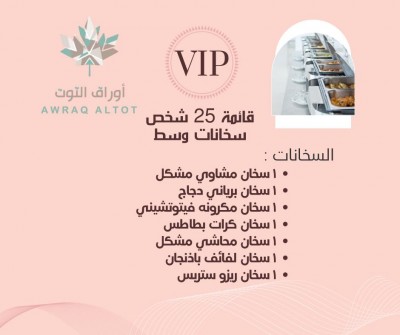 أوراق التوت
AWRAQ ALTOT
VIP
قائمة 25 شخص
سخانات وسط
السخانات :
• ١ سخان مشاوي مشكل
• ١ سخان برياني دجاج
• ١ سخان مكرونه فيتوتشيني
• ١ سخان كرات بطاطس
• ١ سخان محاشي مشكل
• ١ سخان لفائف باذنجان
• ١ سخان ريزو ستربس